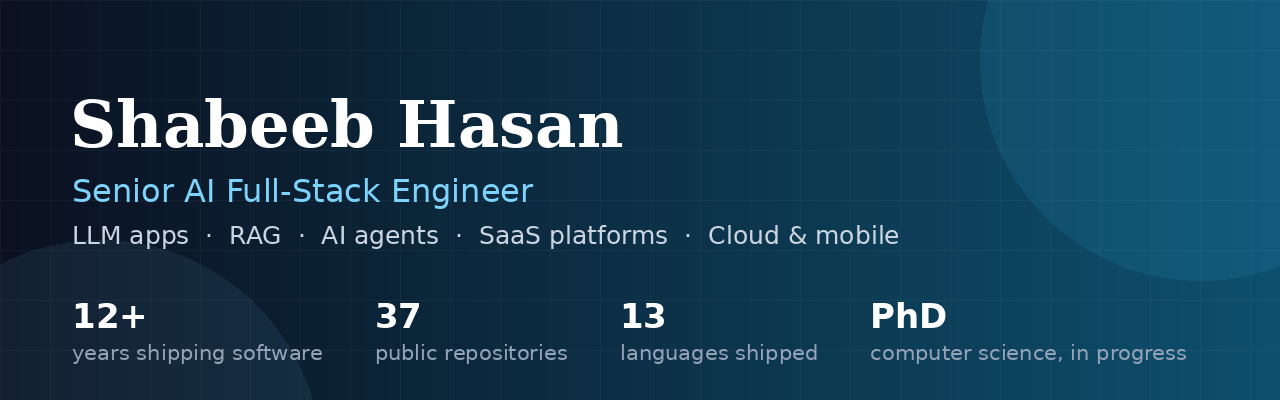 Shabeeb Hasan
Senior AI Full-Stack Engineer
LLM apps · RAG · AI agents · SaaS platforms · Cloud & mobile
12+ 37 13 PhD
years shipping software public repositories languages shipped computer science, in progress